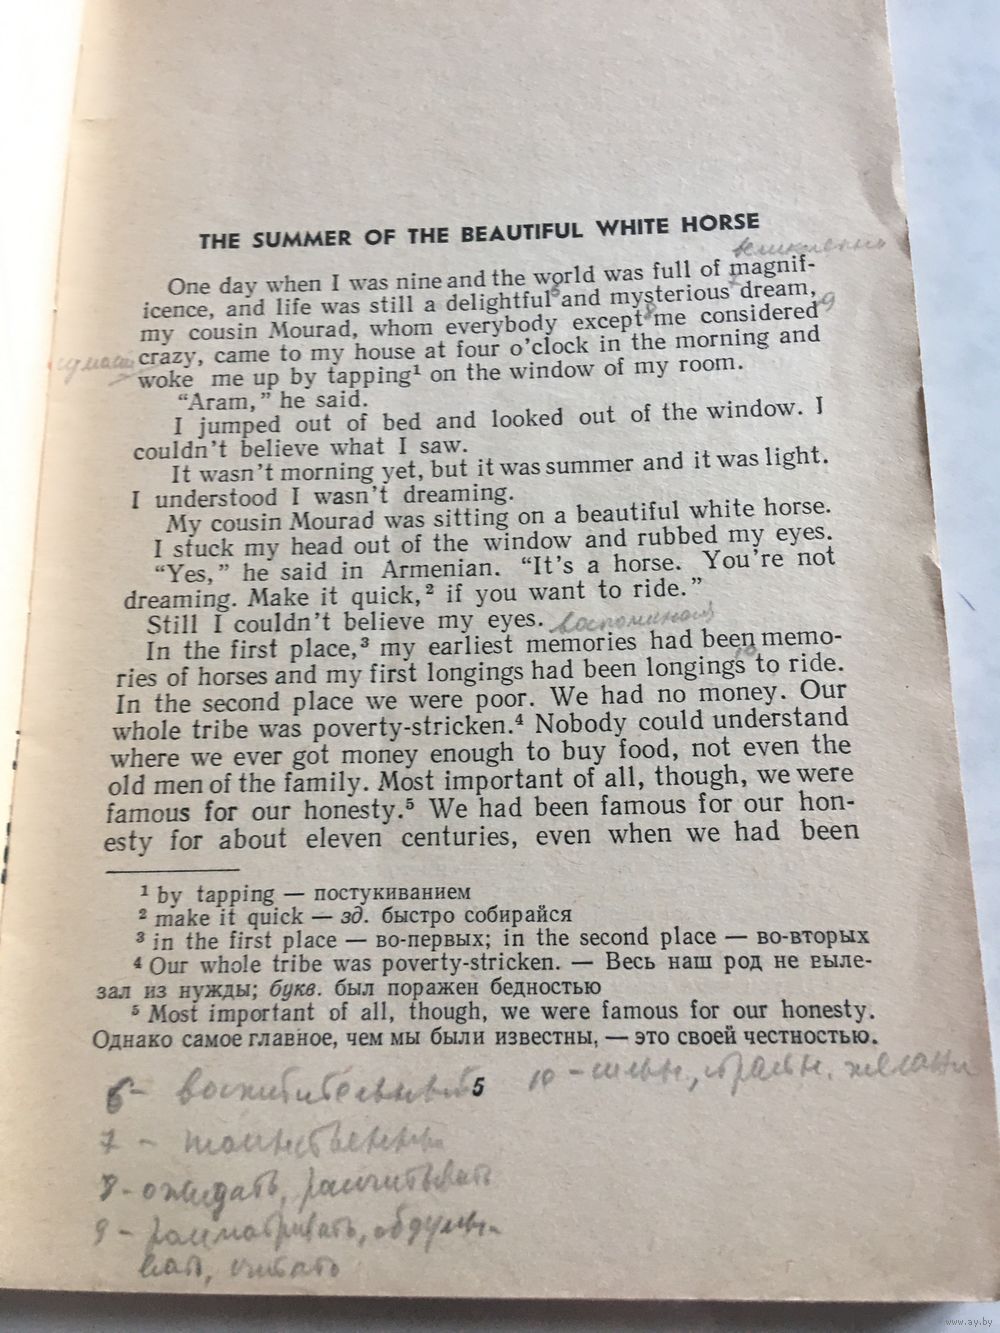 THE SUMMER OF THE BEAUTIFUL WHITE HORSE
One day when I was nine and the world was full of magnif-
icence, and life was still a delightful⁶ and mysterious⁷ dream,
my cousin Mourad, whom everybody except⁸ me considered⁹
crazy, came to my house at four o'clock in the morning and
woke me up by tapping¹ on the window of my room.
“Aram,” he said.
I jumped out of bed and looked out of the window. I
couldn't believe what I saw.
It wasn't morning yet, but it was summer and it was light.
I understood I wasn't dreaming.
My cousin Mourad was sitting on a beautiful white horse.
I stuck my head out of the window and rubbed my eyes.
“Yes,” he said in Armenian. “It's a horse. You're not
dreaming. Make it quick,² if you want to ride.”
Still I couldn't believe my eyes.
In the first place,³ my earliest memories had been memo-
ries of horses and my first longings had been longings¹⁰ to ride.
In the second place we were poor. We had no money. Our
whole tribe was poverty-stricken.⁴ Nobody could understand
where we ever got money enough to buy food, not even the
old men of the family. Most important of all, though, we were
famous for our honesty.⁵ We had been famous for our hon-
esty for about eleven centuries, even when we had been
¹ by tapping — постукиванием
² make it quick — зд. быстро собирайся
³ in the first place — во-первых; in the second place — во-вторых
⁴ Our whole tribe was poverty-stricken. — Весь наш род не выле-
зал из нужды; букв. был поражен бедностью
⁵ Most important of all, though, we were famous for our honesty.
Однако самое главное, чем мы были известны, — это своей честностью.
5
6 -
10 -
7 -
8 - ожидать, рассчитывать
9 - рассматривать, обдумы-
вать, считать
www.ay.by